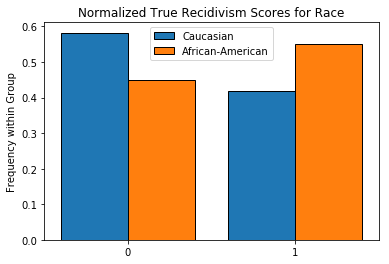 Normalized True Recidivism Scores for Race
Caucasian
African-American
Frequency within Group
0.6
0.5
0.4
0.3
0.2
0.1
0.0
0
1